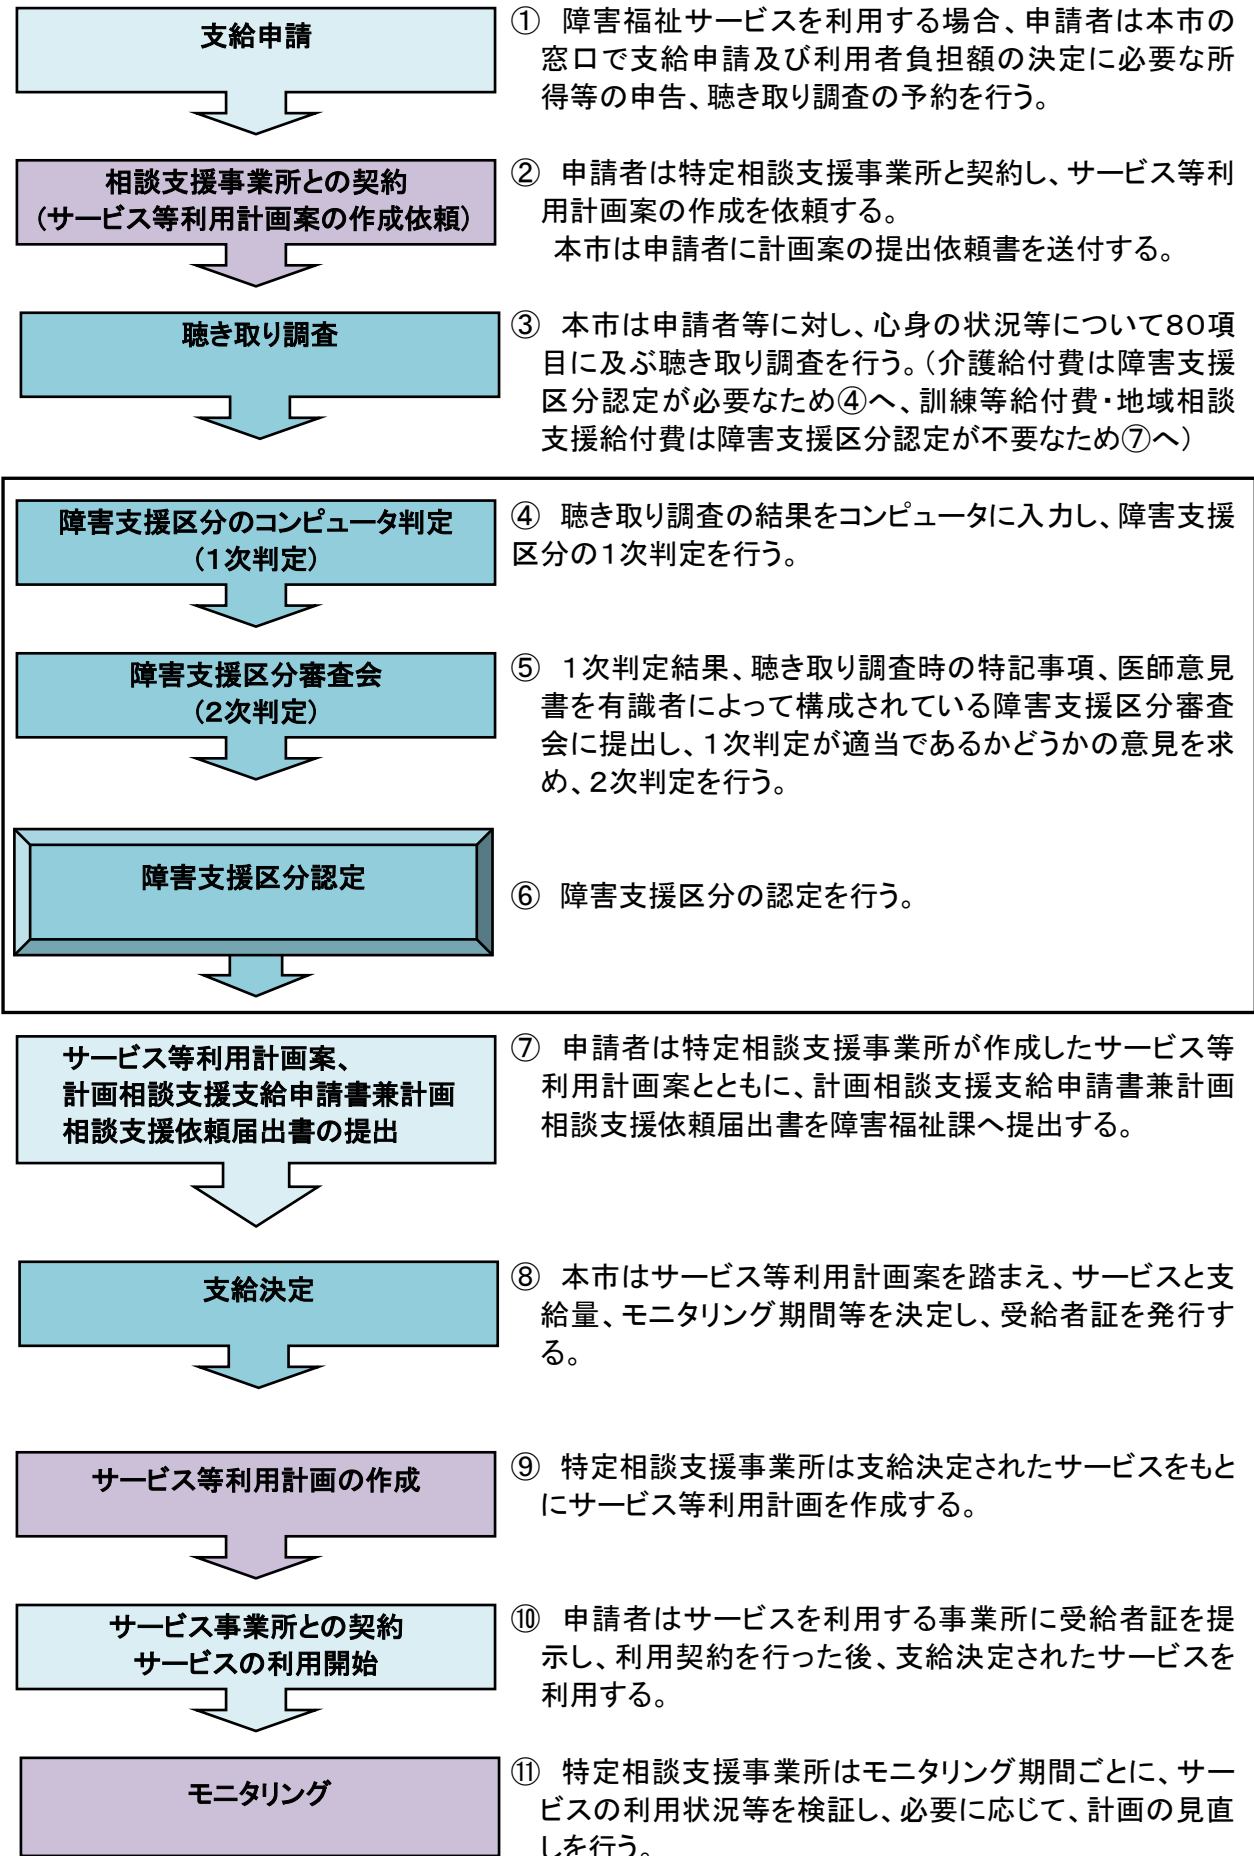 支給申請
① 障害福祉サービスを利用する場合、申請者は本市の
窓口で支給申請及び利用者負担額の決定に必要な所
得等の申告、聴き取り調査の予約を行う。
相談支援事業所との契約
(サービス等利用計画案の作成依頼)
② 申請者は特定相談支援事業所と契約し、サービス等利
用計画案の作成を依頼する。
本市は申請者に計画案の提出依頼書を送付する。
聴き取り調査
③ 本市は申請者等に対し、心身の状況等について80項
目に及ぶ聴き取り調査を行う。(介護給付費は障害支援
区分認定が必要なため④へ、訓練等給付費・地域相談
支援給付費は障害支援区分認定が不要なため⑦へ)
障害支援区分のコンピュータ判定
(1次判定)
④ 聴き取り調査の結果をコンピュータに入力し、障害支援
区分の1次判定を行う。
障害支援区分審査会
(2次判定)
⑤ 1次判定結果、聴き取り調査時の特記事項、医師意見
書を有識者によって構成されている障害支援区分審査
会に提出し、1次判定が適当であるかどうかの意見を求
め、2次判定を行う。
障害支援区分認定
⑥ 障害支援区分の認定を行う。
サービス等利用計画案、
計画相談支援支給申請書兼計画
相談支援依頼届出書の提出
⑦ 申請者は特定相談支援事業所が作成したサービス等
利用計画案とともに、計画相談支援支給申請書兼計画
相談支援依頼届出書を障害福祉課へ提出する。
支給決定
⑧ 本市はサービス等利用計画案を踏まえ、サービスと支
給量、モニタリング期間等を決定し、受給者証を発行す
る。
サービス等利用計画の作成
⑨ 特定相談支援事業所は支給決定されたサービスをもと
にサービス等利用計画を作成する。
サービス事業所との契約
サービスの利用開始
⑩ 申請者はサービスを利用する事業所に受給者証を提
示し、利用契約を行った後、支給決定されたサービスを
利用する。
モニタリング
⑪ 特定相談支援事業所はモニタリング期間ごとに、サー
ビスの利用状況等を検証し、必要に応じて、計画の見直
しを行う。